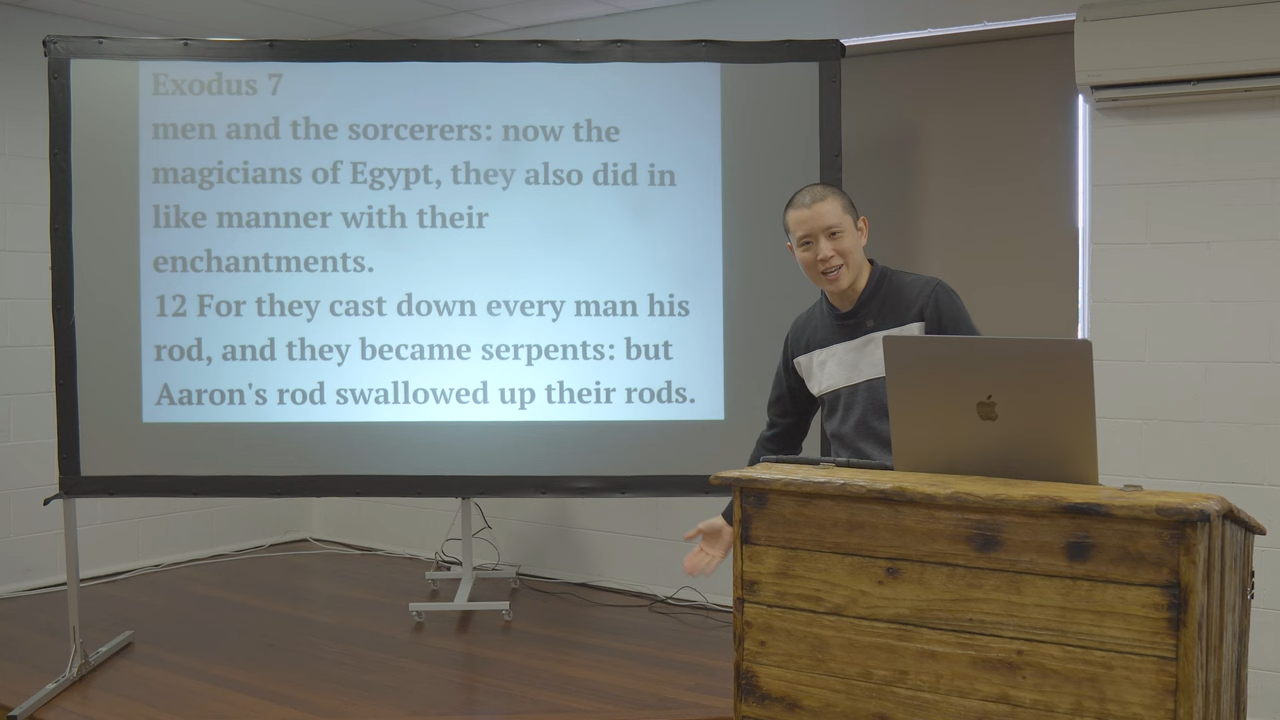 Exodus 7
men and the sorcerers: now the
magicians of Egypt, they also did in
like manner with their
enchantments.
12 For they cast down every man his
rod, and they became serpents: but
Aaron's rod swallowed up their rods.